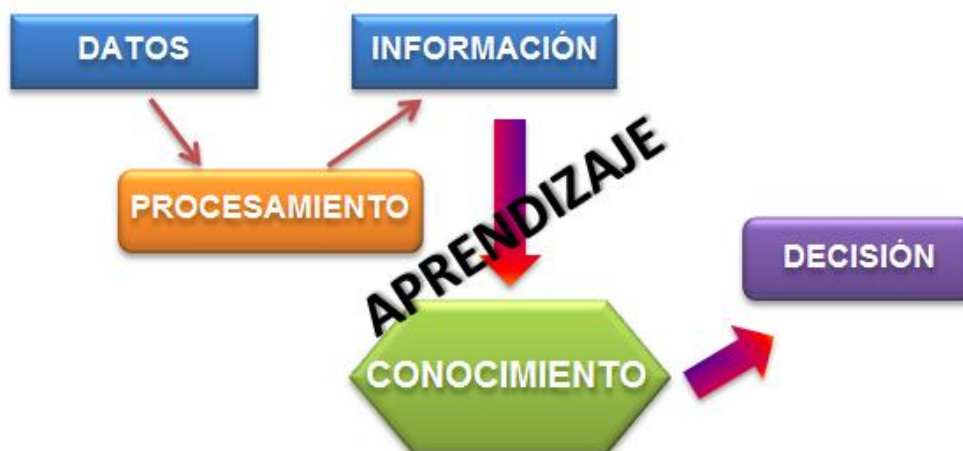 DATOS
INFORMACIÓN
PROCESAMIENTO
APRENDIZAJE
DECISIÓN
CONOCIMIENTO